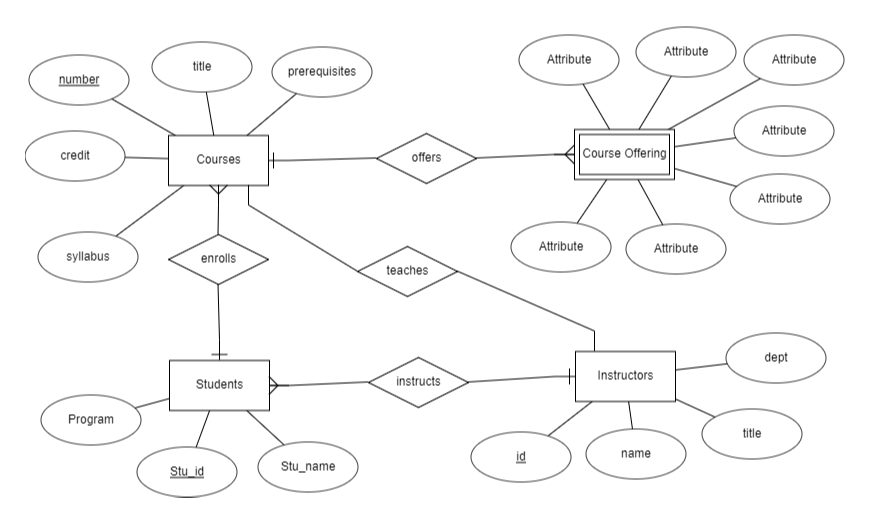 number
title
prerequisites
Attribute
Attribute
Attribute
credit
Courses
offers
Course Offering
Attribute
Attribute
syllabus
enrolls
teaches
Attribute
Attribute
Students
instructs
Instructors
dept
Program
Stu_id
Stu_name
id
name
title